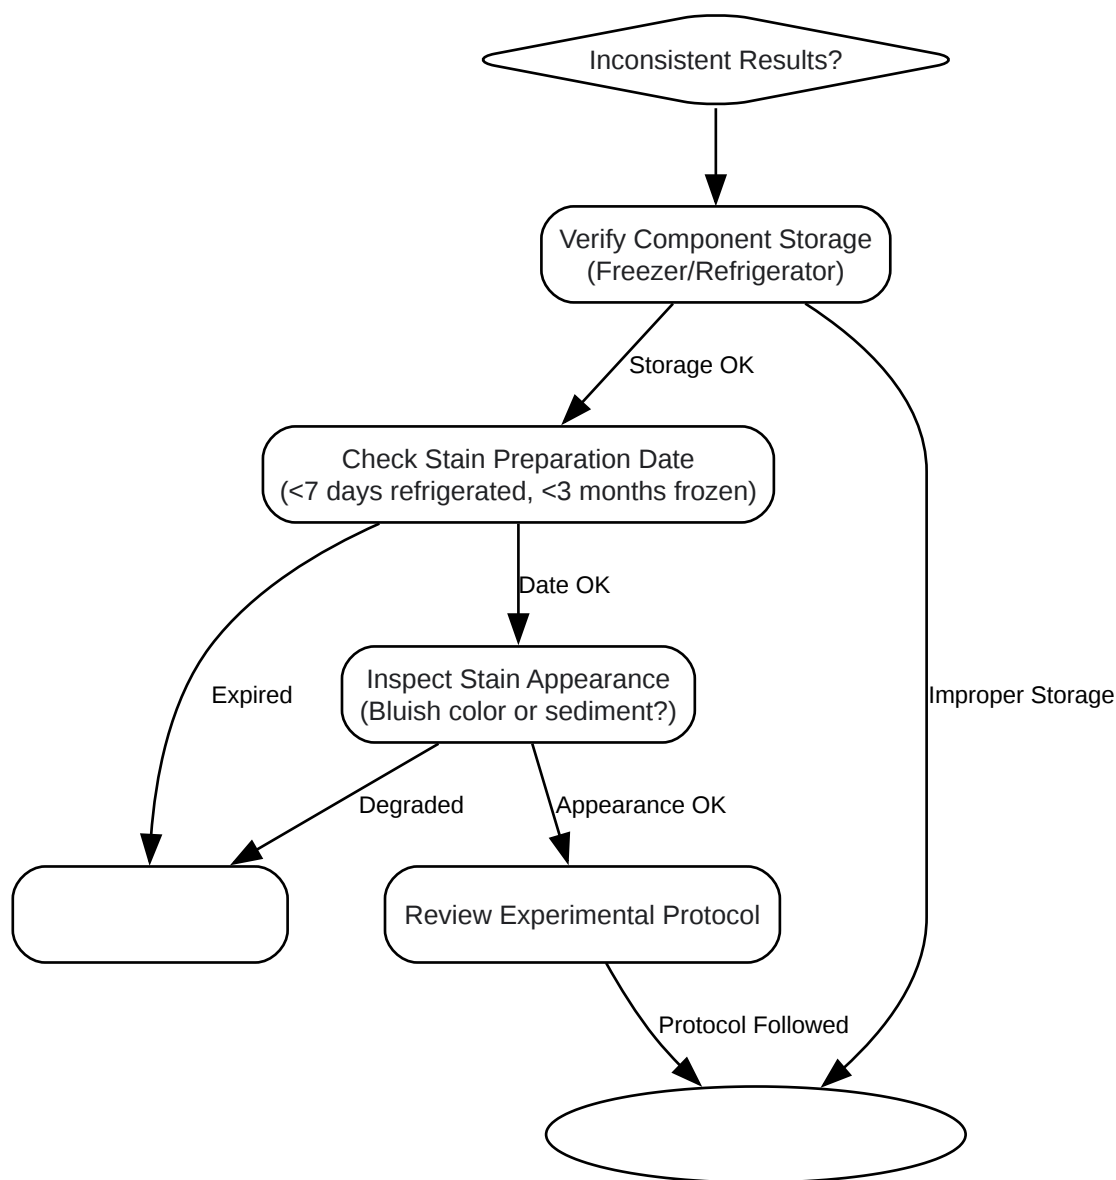 Inconsistent Results?
Verify Component Storage
(Freezer/Refrigerator)
Storage OK
Check Stain Preparation Date
(<7 days refrigerated, <3 months frozen)
Date OK
Inspect Stain Appearance
(Bluish color or sediment?)
Expired
Improper Storage
Degraded
Appearance OK
Review Experimental Protocol
Protocol Followed